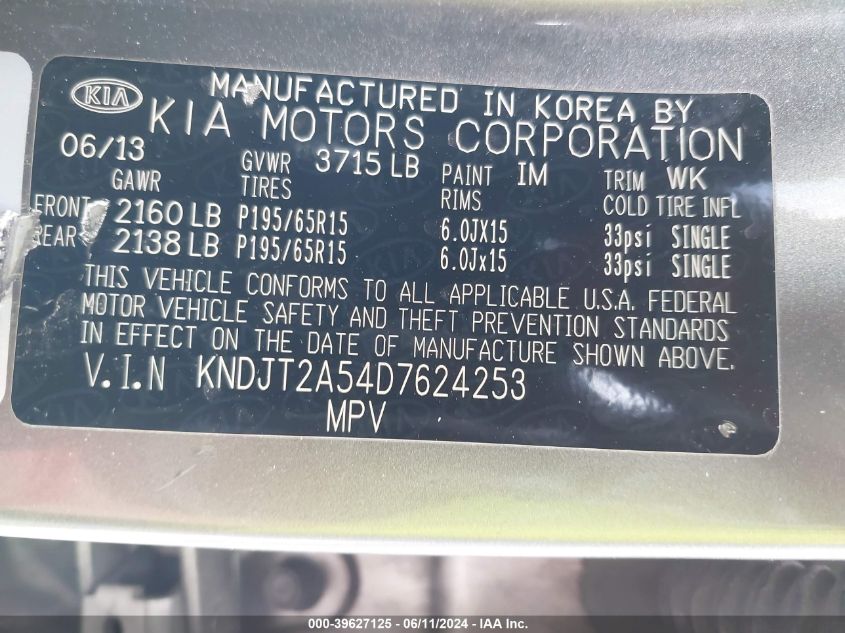 KIA
MANUFACTURED IN KOREA BY
KIA MOTORS CORPORATION
06/13 GVWR 3715 LB PAINT IM TRIM WK
GAWR TIRES RIMS COLD TIRE INFL
FRONT 2160 LB P195/65R15 6.0JX15 33psi SINGLE
REAR 2138 LB P195/65R15 6.0Jx15 33psi SINGLE
THIS VEHICLE CONFORMS TO ALL APPLICABLE U.S.A. FEDERAL
MOTOR VEHICLE SAFETY AND THEFT PREVENTION STANDARDS
IN EFFECT ON THE DATE OF MANUFACTURE SHOWN ABOVE.
V.I.N KNDJT2A54D7624253
MPV
000-39627125 - 06/11/2024 - IAA Inc.